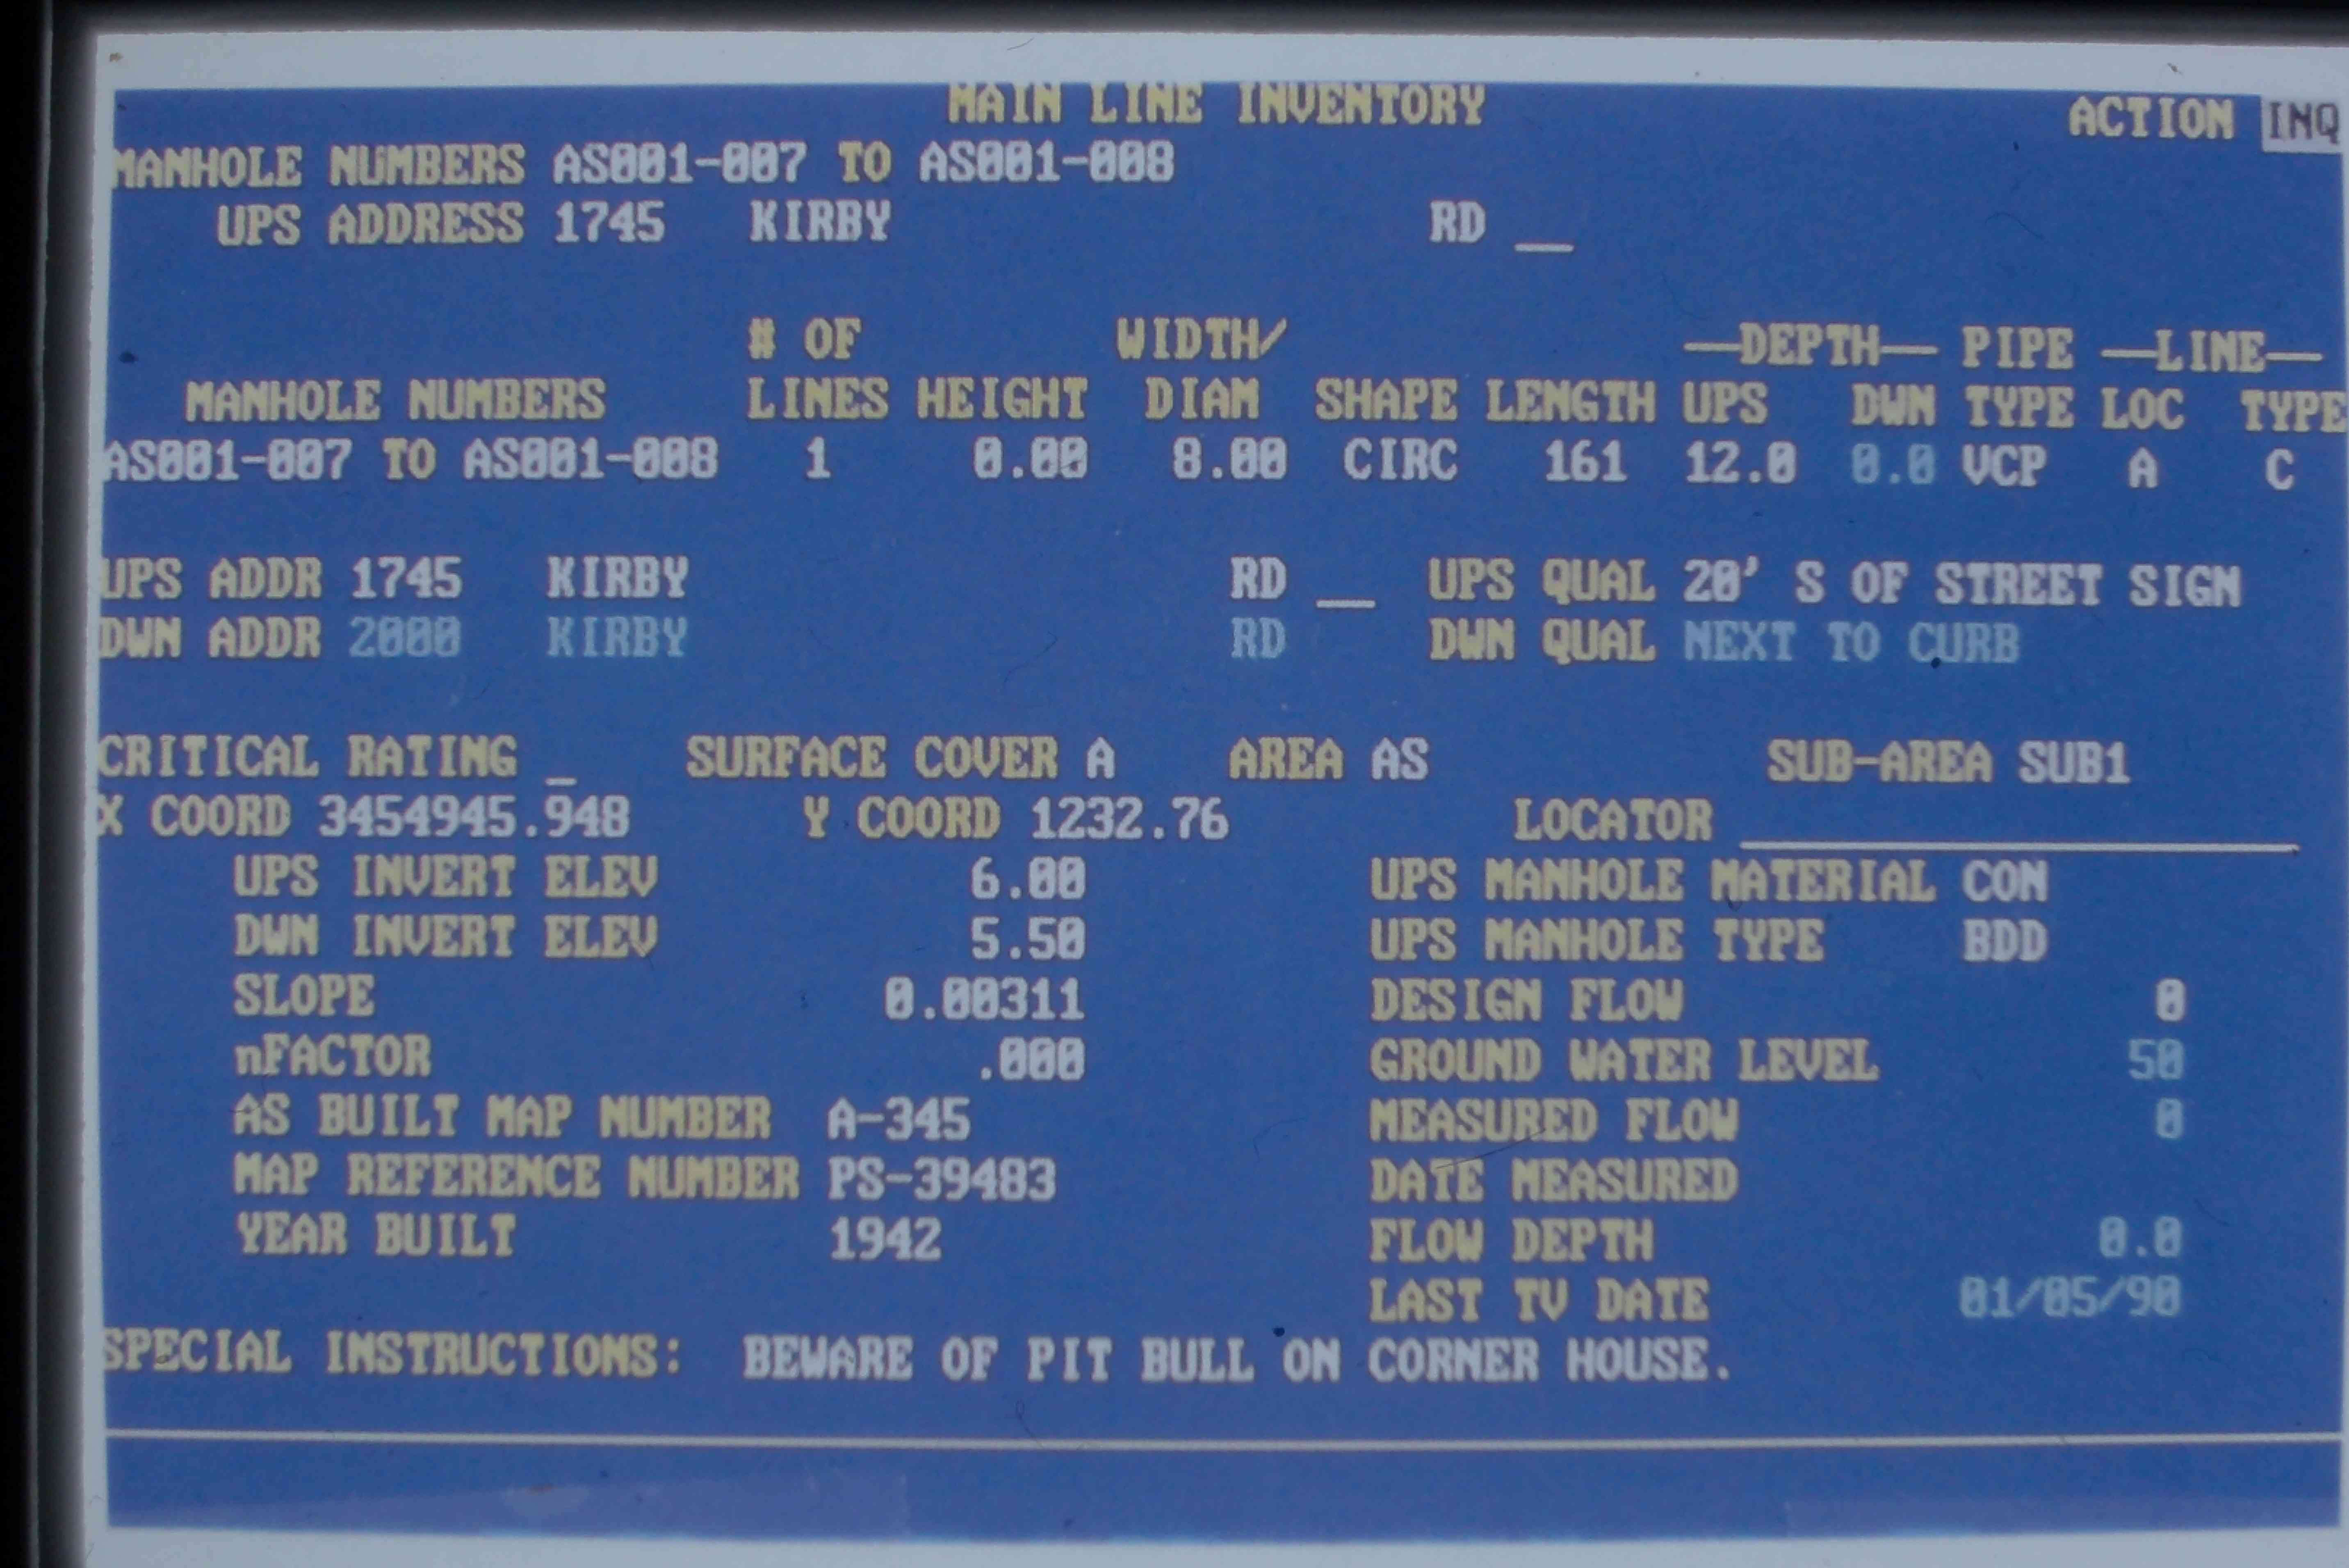 MAIN LINE INVENTORY ACTION INQ
MANHOLE NUMBERS AS001-007 TO AS001-008
UPS ADDRESS 1745 KIRBY RD __
# OF WIDTH/ —DEPTH— PIPE —LINE—
MANHOLE NUMBERS LINES HEIGHT DIAM SHAPE LENGTH UPS DWN TYPE LOC TYPE
AS001-007 TO AS001-008 1 0.00 8.00 CIRC 161 12.0 0.0 VCP A C
UPS ADDR 1745 KIRBY RD __ UPS QUAL 20' S OF STREET SIGN
DWN ADDR 2000 KIRBY RD DWN QUAL NEXT TO CURB
CRITICAL RATING _ SURFACE COVER A AREA AS SUB-AREA SUB1
X COORD 3454945.948 Y COORD 1232.76 LOCATOR ____________________
UPS INVERT ELEV 6.00 UPS MANHOLE MATERIAL CON
DWN INVERT ELEV 5.50 UPS MANHOLE TYPE BDD
SLOPE 0.00311 DESIGN FLOW 0
nFACTOR .000 GROUND WATER LEVEL 50
AS BUILT MAP NUMBER A-345 MEASURED FLOW 0
MAP REFERENCE NUMBER PS-39483 DATE MEASURED
YEAR BUILT 1942 FLOW DEPTH 0.0
LAST TV DATE 01/05/90
SPECIAL INSTRUCTIONS: BEWARE OF PIT BULL ON CORNER HOUSE.